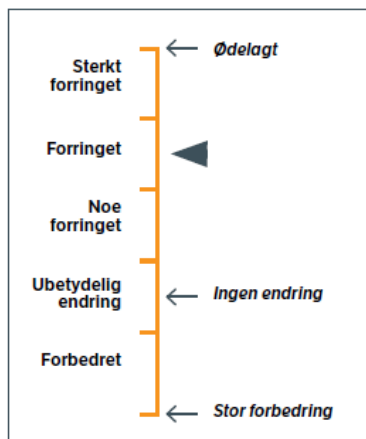 Ødelagt
Sterkt
forringet
Forringet
Noe
forringet
Ubetydelig
endring
Ingen endring
Forbedret
Stor forbedring